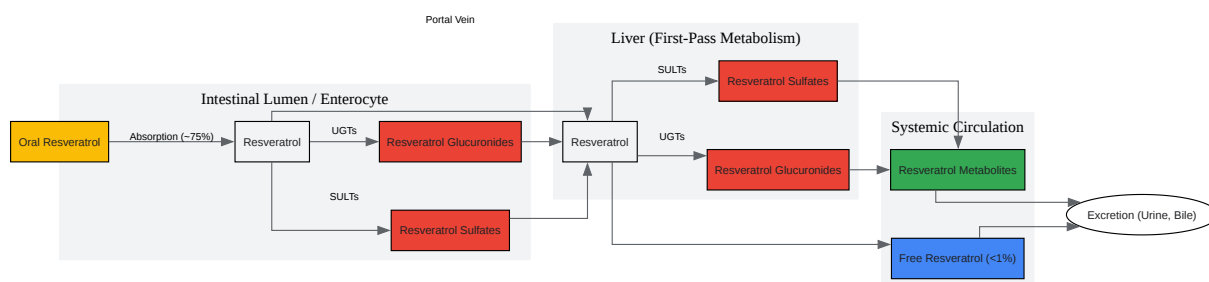 Portal Vein
Liver (First-Pass Metabolism)
SULTs
Resveratrol Sulfates
Intestinal Lumen / Enterocyte
Systemic Circulation
Oral Resveratrol
Absorption (~75%)
Resveratrol
UGTs
Resveratrol Glucuronides
Resveratrol
UGTs
Resveratrol Glucuronides
Resveratrol Metabolites
SULTs
Resveratrol Sulfates
Excretion (Urine, Bile)
Free Resveratrol (<1%)